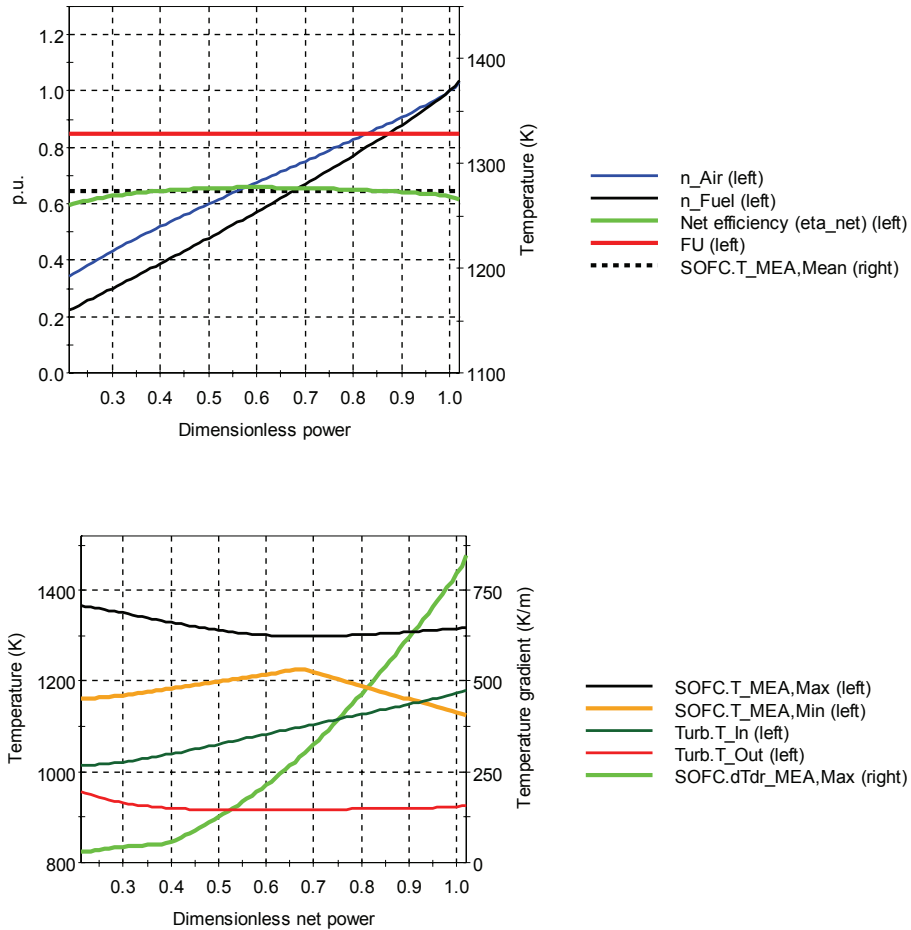 1.2
1.0
0.8
0.6
0.4
0.2
0.0
p.u.
1400
1300
1200
1100
Temperature (K)
0.3 0.4 0.5 0.6 0.7 0.8 0.9 1.0
Dimensionless power
n_Air (left)
n_Fuel (left)
Net efficiency (eta_net) (left)
FU (left)
SOFC.T_MEA,Mean (right)
1400
1200
1000
800
Temperature (K)
750
500
250
0
Temperature gradient (K/m)
0.3 0.4 0.5 0.6 0.7 0.8 0.9 1.0
Dimensionless net power
SOFC.T_MEA,Max (left)
SOFC.T_MEA,Min (left)
Turb.T_In (left)
Turb.T_Out (left)
SOFC.dTdr_MEA,Max (right)